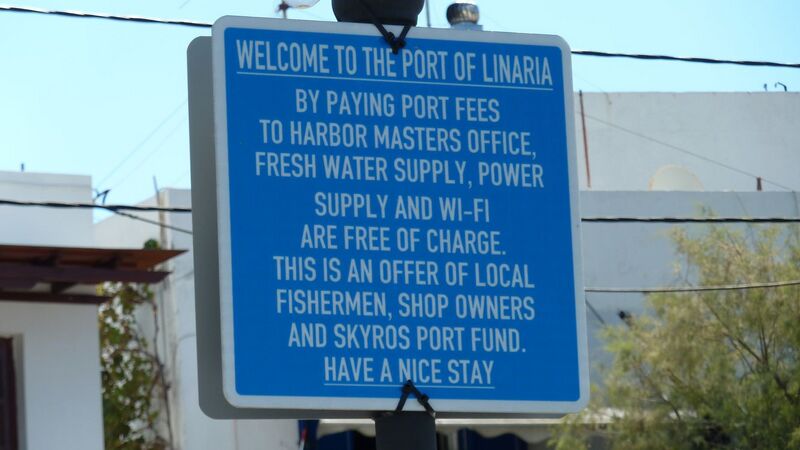 WELCOME TO THE PORT OF LINARIA
BY PAYING PORT FEES
TO HARBOR MASTERS OFFICE,
FRESH WATER SUPPLY, POWER
SUPPLY AND WI-FI
ARE FREE OF CHARGE.
THIS IS AN OFFER OF LOCAL
FISHERMEN, SHOP OWNERS
AND SKYROS PORT FUND.
HAVE A NICE STAY